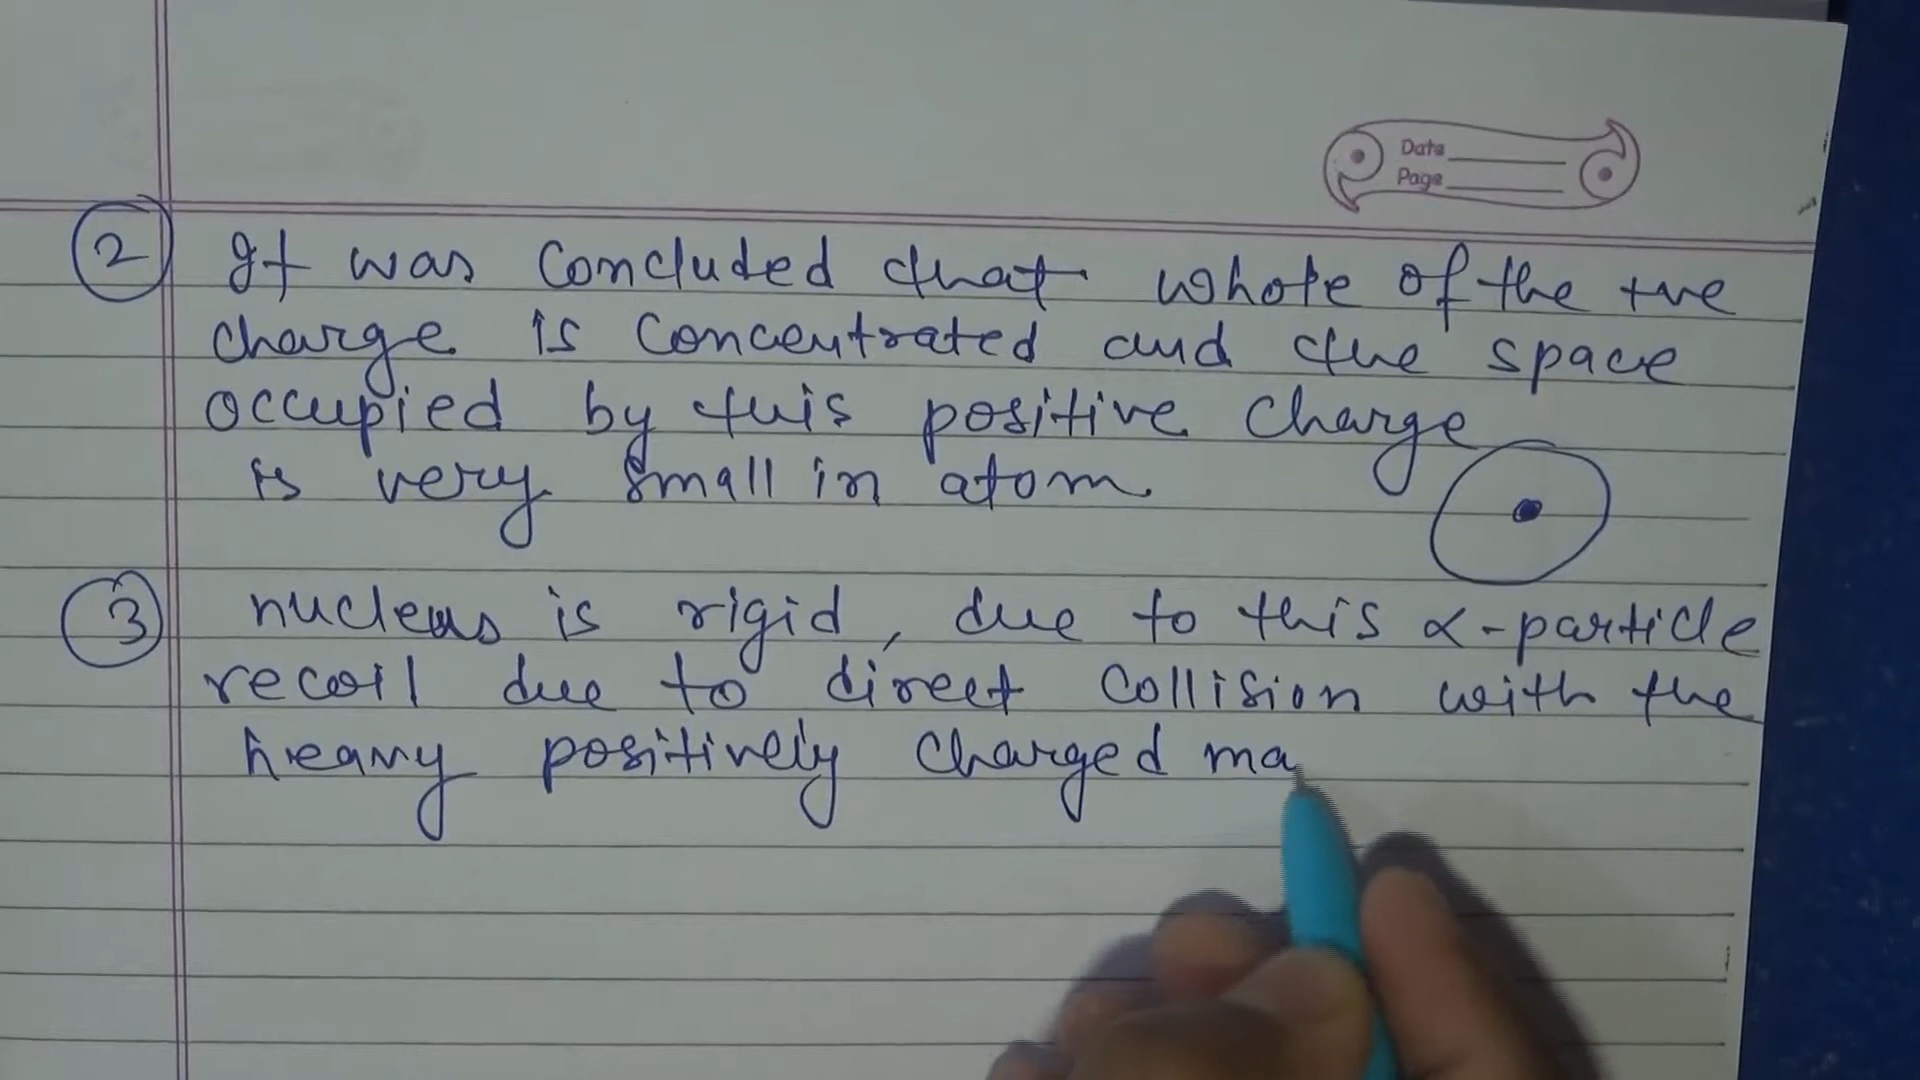 Data
Page
2 It was concluded that whole of the +ve
charge is concentrated and the space
occupied by this positive charge
is very small in atom.
3 nucleus is rigid, due to this α-particle
recoil due to direct collision with the
heavy positively charged ma